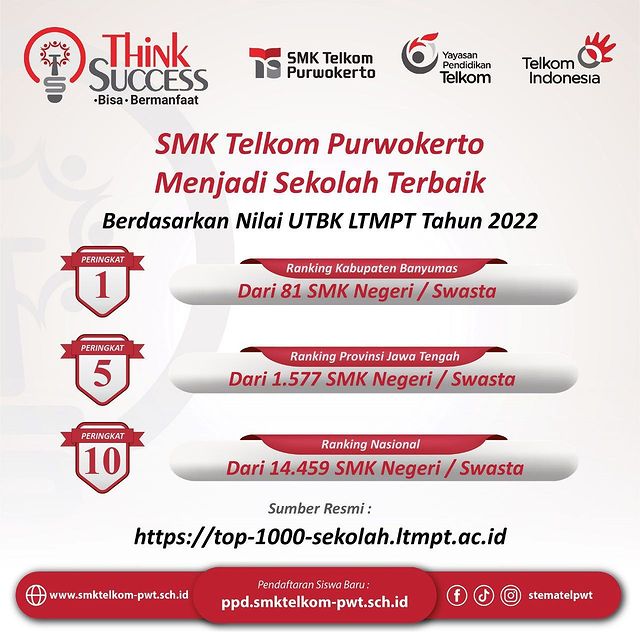 Think
Success
•Bisa•Bermanfaat
TS
SMK Telkom
Purwokerto
Yayasan
Pendidikan
Telkom
Telkom
Indonesia
SMK Telkom Purwokerto
Menjadi Sekolah Terbaik
Berdasarkan Nilai UTBK LTMPT Tahun 2022
PERINGKAT
1
Ranking Kabupaten Banyumas
Dari 81 SMK Negeri / Swasta
PERINGKAT
5
Ranking Provinsi Jawa Tengah
Dari 1.577 SMK Negeri / Swasta
PERINGKAT
10
Ranking Nasional
Dari 14.459 SMK Negeri / Swasta
Sumber Resmi :
https://top-1000-sekolah.ltmpt.ac.id
www.smktelkom-pwt.sch.id
Pendaftaran Siswa Baru :
ppd.smktelkom-pwt.sch.id
stematelpwt